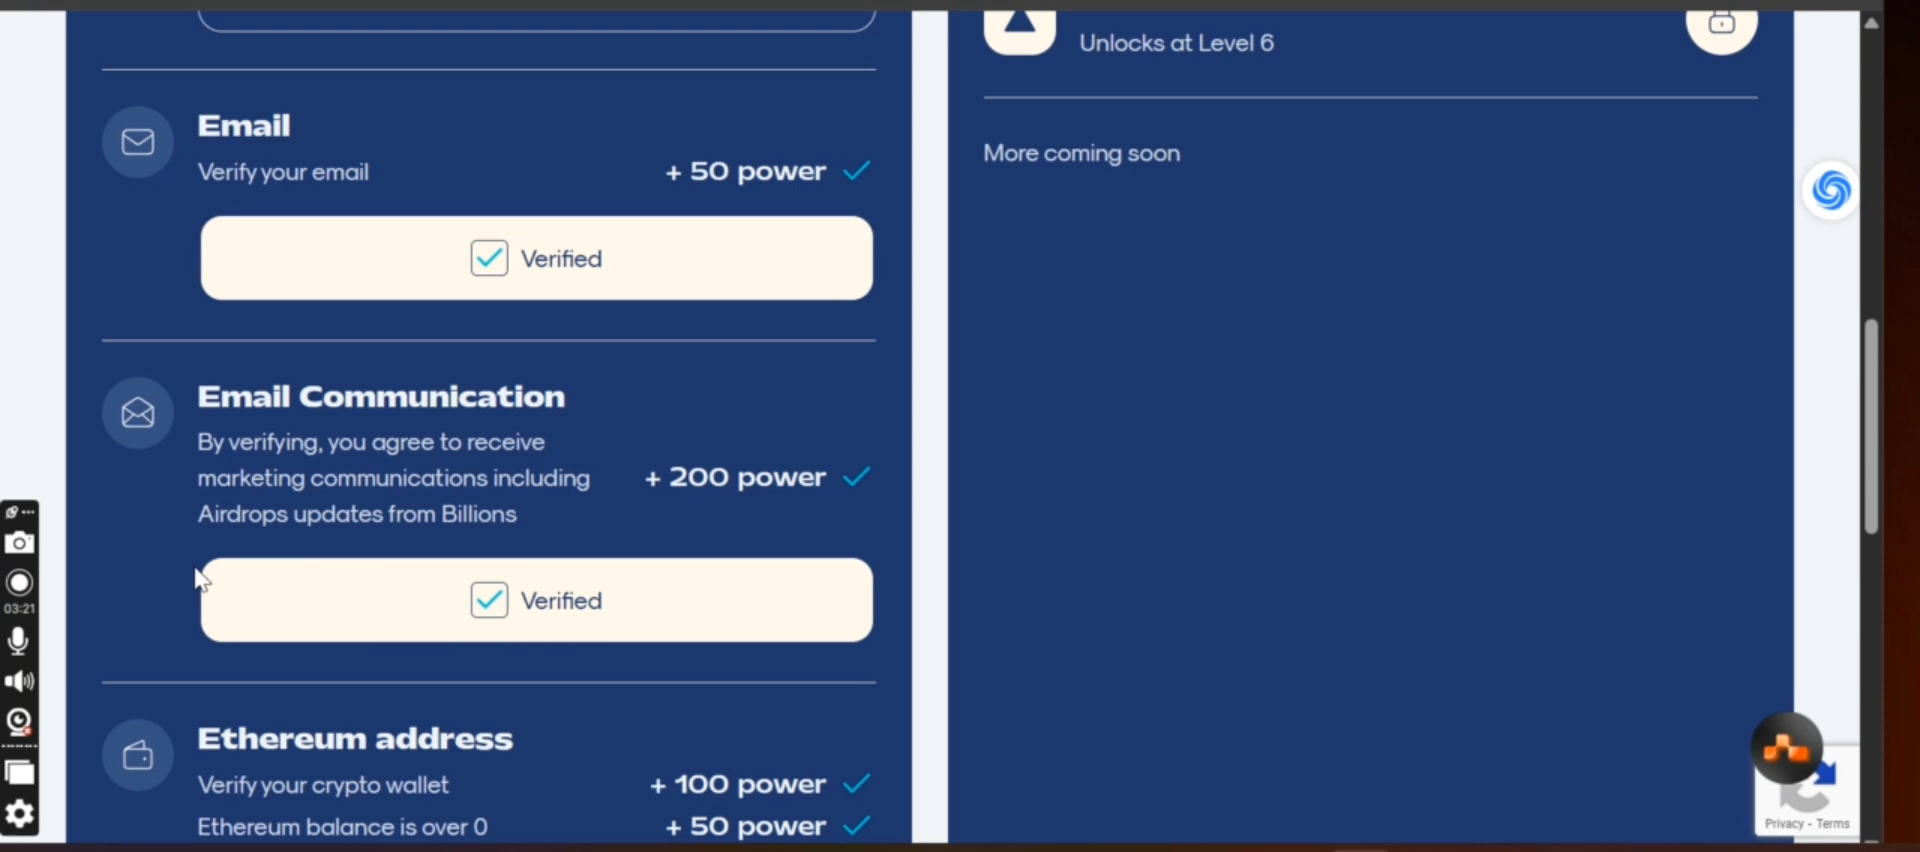 Email
Verify your email + 50 power
Verified
Email Communication
By verifying, you agree to receive
marketing communications including + 200 power
Airdrops updates from Billions
Verified
Ethereum address
Verify your crypto wallet + 100 power
Ethereum balance is over 0 + 50 power
Unlocks at Level 6
More coming soon
03:21
Privacy - Terms